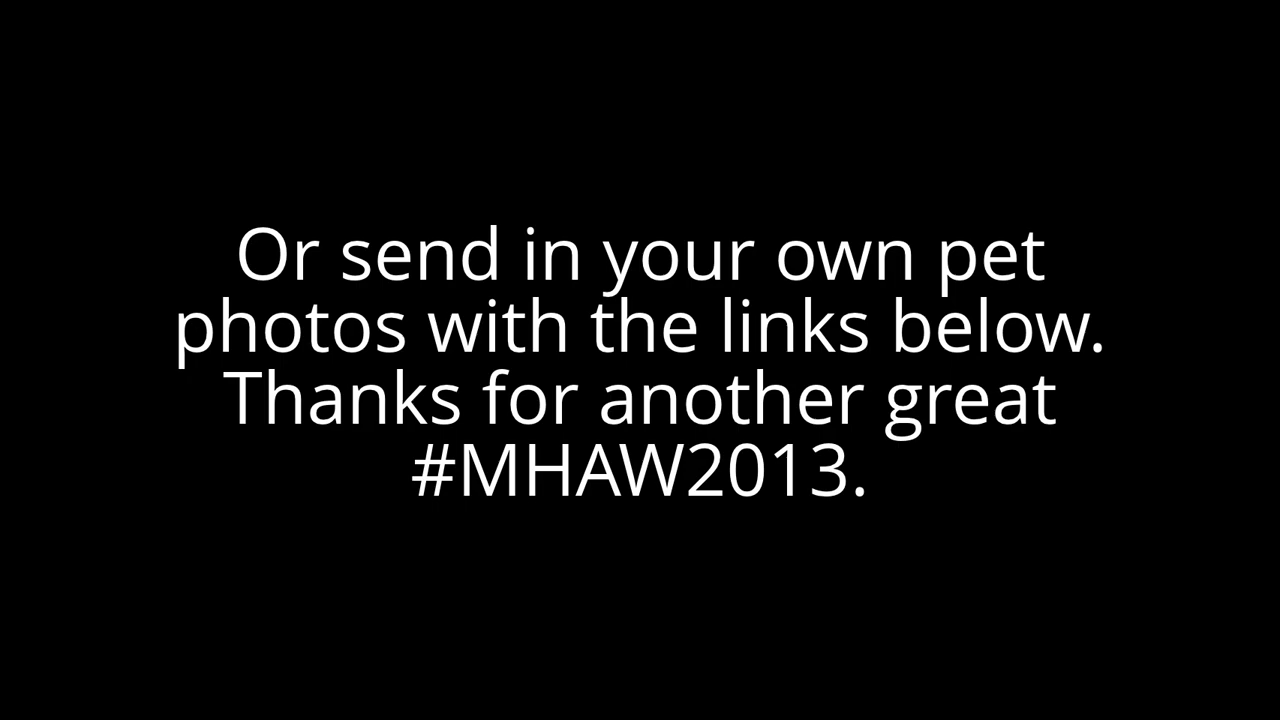 Or send in your own pet
photos with the links below.
Thanks for another great
#MHAW2013.